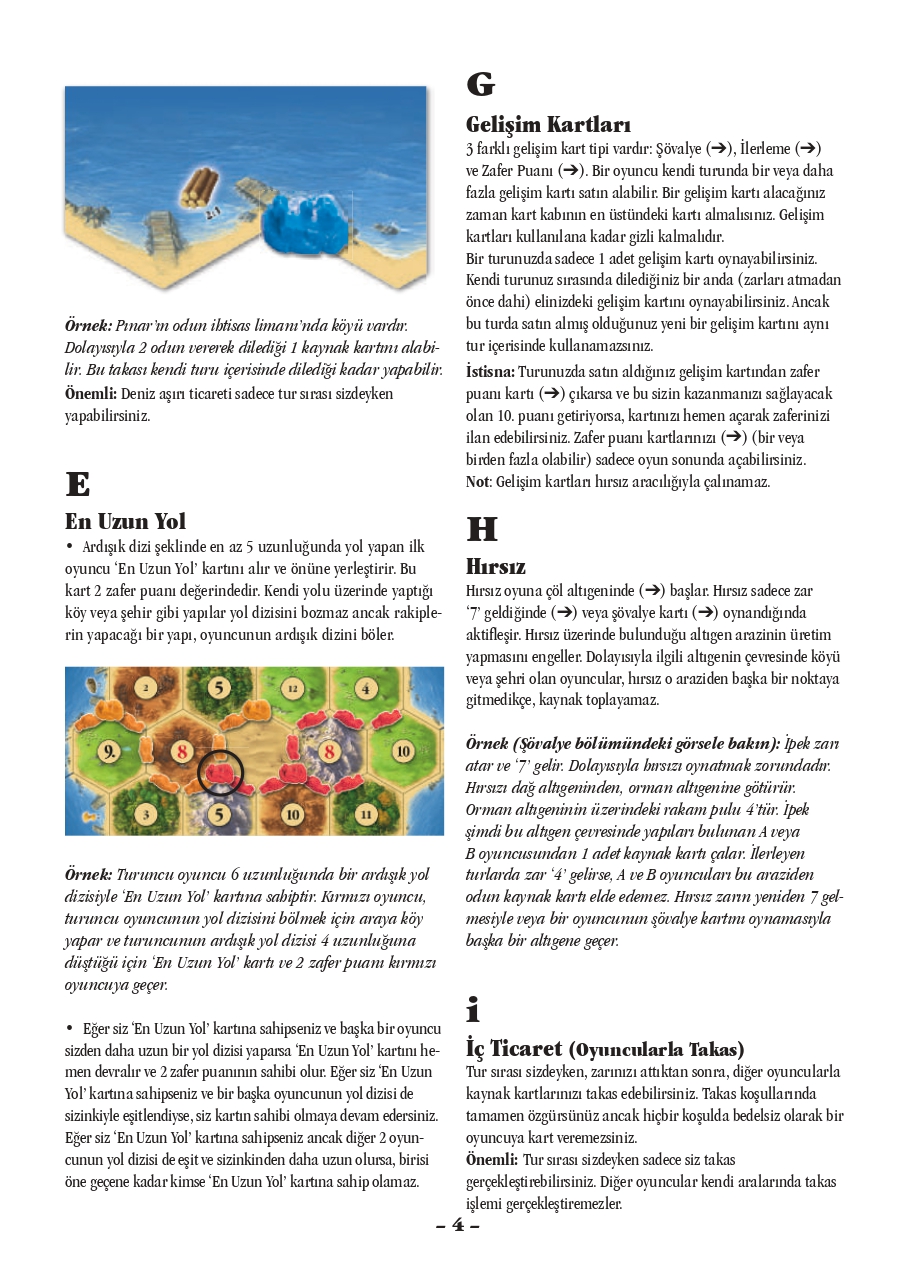 2:1
Örnek: Pınar'ın odun ihtisas limanı'nda köyü vardır.
Dolayısıyla 2 odun vererek dilediği 1 kaynak kartını alabi-
lir. Bu takası kendi turu içerisinde dilediği kadar yapabilir.
Önemli: Deniz aşırı ticareti sadece tur sırası sizdeyken
yapabilirsiniz.
E
En Uzun Yol
• Ardışık dizi şeklinde en az 5 uzunluğunda yol yapan ilk
oyuncu ‘En Uzun Yol’ kartını alır ve önüne yerleştirir. Bu
kart 2 zafer puanı değerindedir. Kendi yolu üzerinde yaptığı
köy veya şehir gibi yapılar yol dizisini bozmaz ancak rakiple-
rin yapacağı bir yapı, oyuncunun ardışık dizini böler.
2 5 12 4
9. 8 8 10
3 5 10 11
Örnek: Turuncu oyuncu 6 uzunluğunda bir ardışık yol
dizisiyle ‘En Uzun Yol’ kartına sahiptir. Kırmızı oyuncu,
turuncu oyuncunun yol dizisini bölmek için araya köy
yapar ve turuncunun ardışık yol dizisi 4 uzunluğuna
düştüğü için ‘En Uzun Yol’ kartı ve 2 zafer puanı kırmızı
oyuncuya geçer.
• Eğer siz ‘En Uzun Yol’ kartına sahipseniz ve başka bir oyuncu
sizden daha uzun bir yol dizisi yaparsa ‘En Uzun Yol’ kartını he-
men devralır ve 2 zafer puanının sahibi olur. Eğer siz ‘En Uzun
Yol’ kartına sahipseniz ve bir başka oyuncunun yol dizisi de
sizinkiyle eşitlendiyse, siz kartın sahibi olmaya devam edersiniz.
Eğer siz ‘En Uzun Yol’ kartına sahipseniz ancak diğer 2 oyun-
cunun yol dizisi de eşit ve sizinkinden daha uzun olursa, birisi
öne geçene kadar kimse ‘En Uzun Yol’ kartına sahip olamaz.
G
Gelişim Kartları
3 farklı gelişim kart tipi vardır: Şövalye (➔), İlerleme (➔)
ve Zafer Puanı (➔). Bir oyuncu kendi turunda bir veya daha
fazla gelişim kartı satın alabilir. Bir gelişim kartı alacağınız
zaman kart kabının en üstündeki kartı almalısınız. Gelişim
kartları kullanılana kadar gizli kalmalıdır.
Bir turunuzda sadece 1 adet gelişim kartı oynayabilirsiniz.
Kendi turunuz sırasında dilediğiniz bir anda (zarları atmadan
önce dahi) elinizdeki gelişim kartını oynayabilirsiniz. Ancak
bu turda satın almış olduğunuz yeni bir gelişim kartını aynı
tur içerisinde kullanamazsınız.
İstisna: Turunuzda satın aldığınız gelişim kartından zafer
puanı kartı (➔) çıkarsa ve bu sizin kazanmanızı sağlayacak
olan 10. puanı getiriyorsa, kartınızı hemen açarak zaferinizi
ilan edebilirsiniz. Zafer puanı kartlarınızı (➔) (bir veya
birden fazla olabilir) sadece oyun sonunda açabilirsiniz.
Not: Gelişim kartları hırsız aracılığıyla çalınamaz.
H
Hırsız
Hırsız oyuna çöl altıgeninde (➔) başlar. Hırsız sadece zar
‘7’ geldiğinde (➔) veya şövalye kartı (➔) oynandığında
aktifleşir. Hırsız üzerinde bulunduğu altıgen arazinin üretim
yapmasını engeller. Dolayısıyla ilgili altıgenin çevresinde köyü
veya şehri olan oyuncular, hırsız o araziden başka bir noktaya
gitmedikçe, kaynak toplayamaz.
Örnek (Şövalye bölümündeki görsele bakın): İpek zarı
atar ve ‘7’ gelir. Dolayısıyla hırsızı oynatmak zorundadır.
Hırsızı dağ altıgeninden, orman altıgenine götürür.
Orman altıgeninin üzerindeki rakam pulu 4’tür. İpek
şimdi bu altıgen çevresinde yapıları bulunan A veya
B oyuncusundan 1 adet kaynak kartı çalar. İlerleyen
turlarda zar ‘4’ gelirse, A ve B oyuncuları bu araziden
odun kaynak kartı elde edemez. Hırsız zarın yeniden 7 gel-
mesiyle veya bir oyuncunun şövalye kartını oynamasıyla
başka bir altıgene geçer.
i
İç Ticaret (Oyuncularla Takas)
Tur sırası sizdeyken, zarınızı attıktan sonra, diğer oyuncularla
kaynak kartlarınızı takas edebilirsiniz. Takas koşullarında
tamamen özgürsünüz ancak hiçbir koşulda bedelsiz olarak bir
oyuncuya kart veremezsiniz.
Önemli: Tur sırası sizdeyken sadece siz takas
gerçekleştirebilirsiniz. Diğer oyuncular kendi aralarında takas
işlemi gerçekleştiremezler.
– 4 –